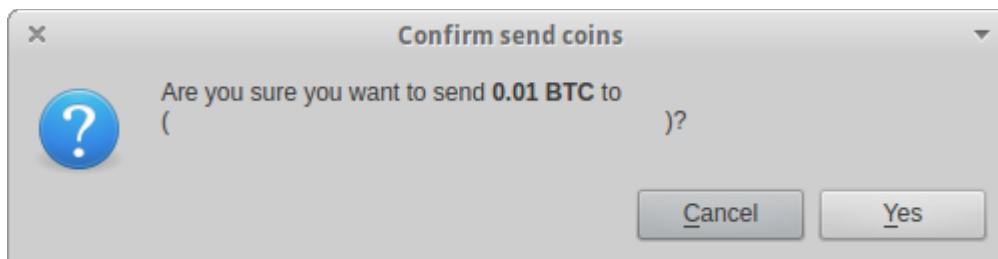 Confirm send coins
Are you sure you want to send 0.01 BTC to
( )?
Cancel
Yes